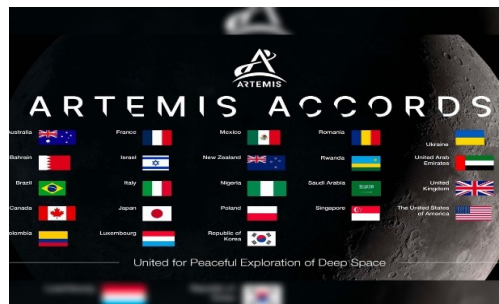 ARTEMIS
ARTEMIS ACCORDS
ustralia
Bahrain
Brazil
Canada
olombia
France
Israel
Italy
Japan
Luxembourg
Mexico
New Zealand
Nigeria
Poland
Republic of
Korea
Romania
Rwanda
Saudi Arabia
Singapore
Ukraine
United Arab
Emirates
United
Kingdom
The United States
of America
United for Peaceful Exploration of Deep Space